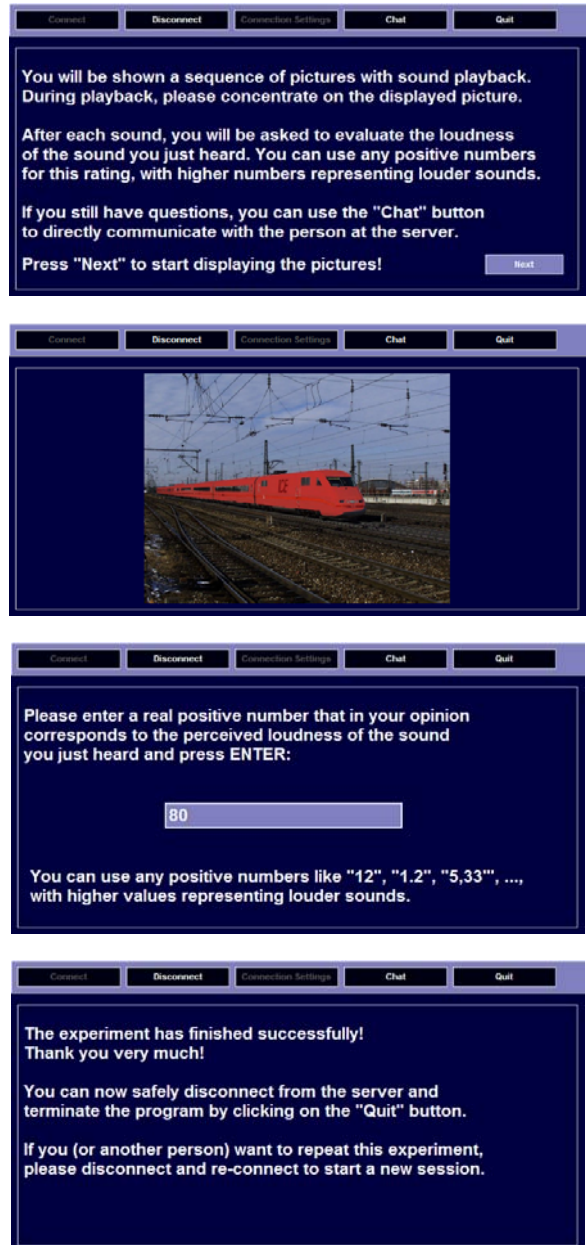 Connect Disconnect Connection Settings Chat Quit
You will be shown a sequence of pictures with sound playback.
During playback, please concentrate on the displayed picture.
After each sound, you will be asked to evaluate the loudness
of the sound you just heard. You can use any positive numbers
for this rating, with higher numbers representing louder sounds.
If you still have questions, you can use the "Chat" button
to directly communicate with the person at the server.
Press "Next" to start displaying the pictures!
Next
Connect Disconnect Connection Settings Chat Quit
Connect Disconnect Connection Settings Chat Quit
Please enter a real positive number that in your opinion
corresponds to the perceived loudness of the sound
you just heard and press ENTER:
80
You can use any positive numbers like "12", "1.2", "5,33"', ...,
with higher values representing louder sounds.
Connect Disconnect Connection Settings Chat Quit
The experiment has finished successfully!
Thank you very much!
You can now safely disconnect from the server and
terminate the program by clicking on the "Quit" button.
If you (or another person) want to repeat this experiment,
please disconnect and re-connect to start a new session.